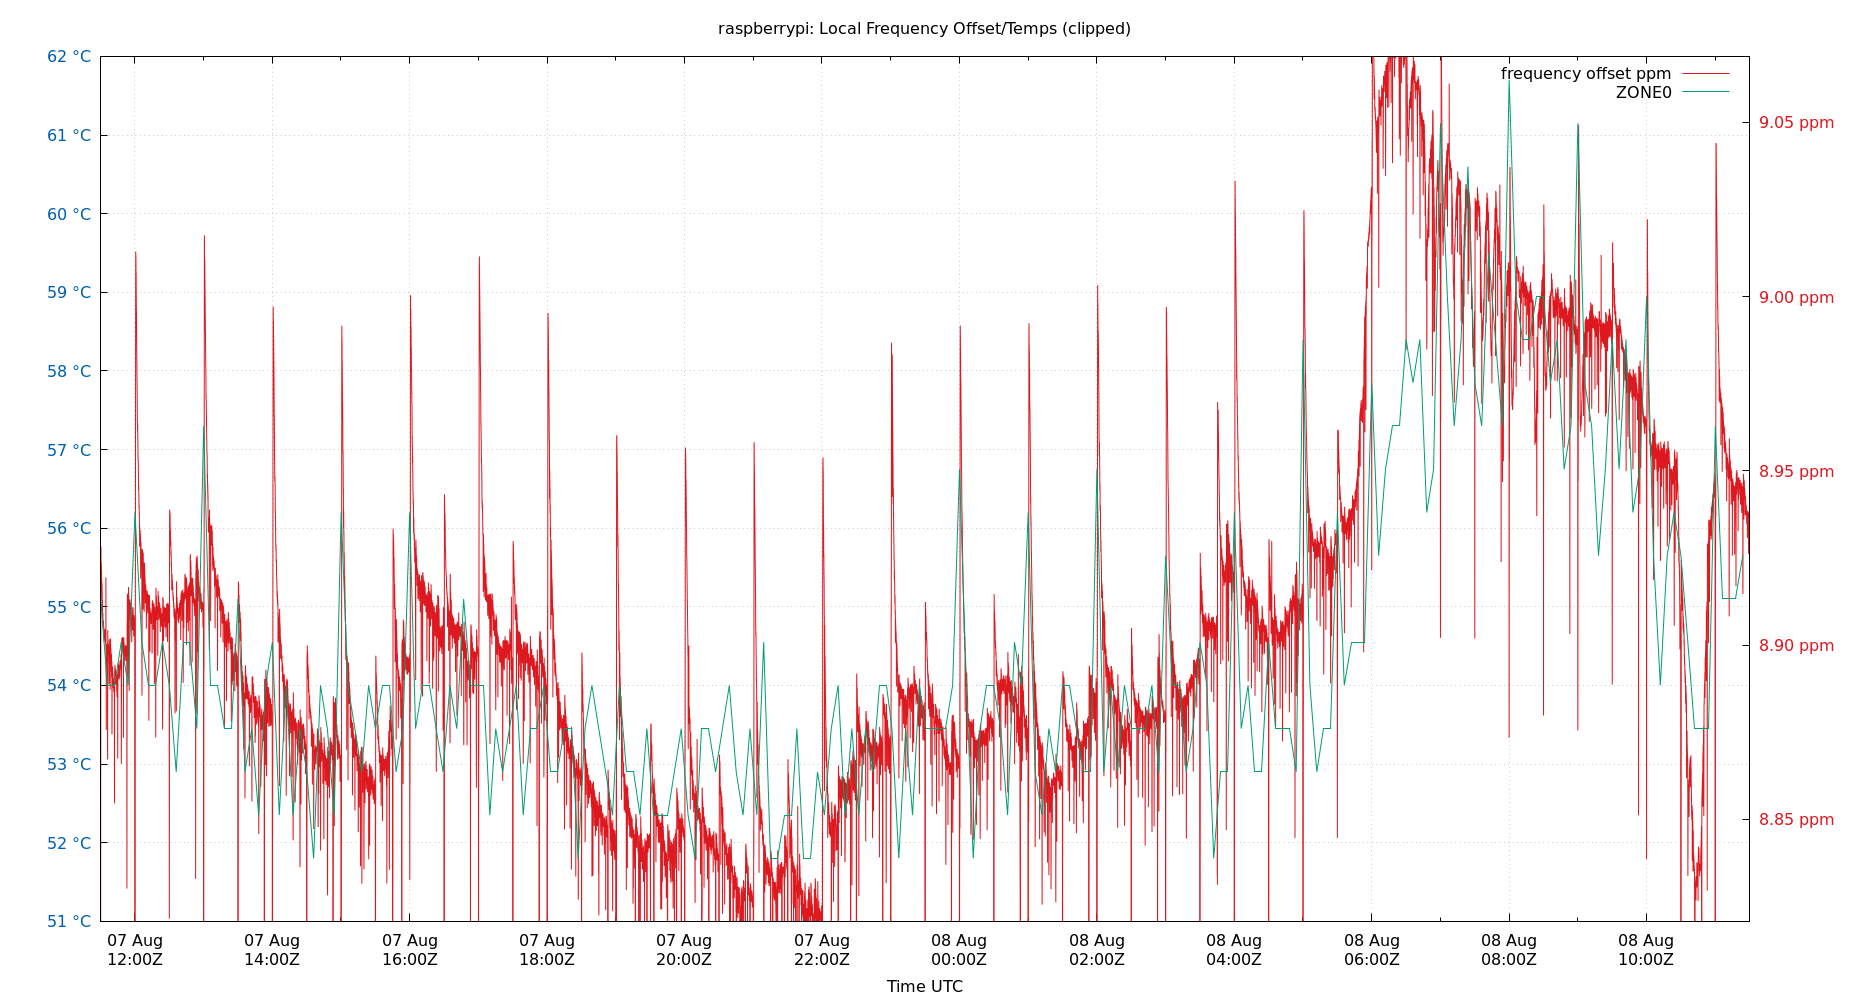 raspberrypi: Local Frequency Offset/Temps (clipped)
62 °C
61 °C
60 °C
59 °C
58 °C
57 °C
56 °C
55 °C
54 °C
53 °C
52 °C
51 °C
frequency offset ppm
ZONE0
9.05 ppm
9.00 ppm
8.95 ppm
8.90 ppm
8.85 ppm
07 Aug 12:00Z
07 Aug 14:00Z
07 Aug 16:00Z
07 Aug 18:00Z
07 Aug 20:00Z
07 Aug 22:00Z
08 Aug 00:00Z
08 Aug 02:00Z
08 Aug 04:00Z
08 Aug 06:00Z
08 Aug 08:00Z
08 Aug 10:00Z
Time UTC